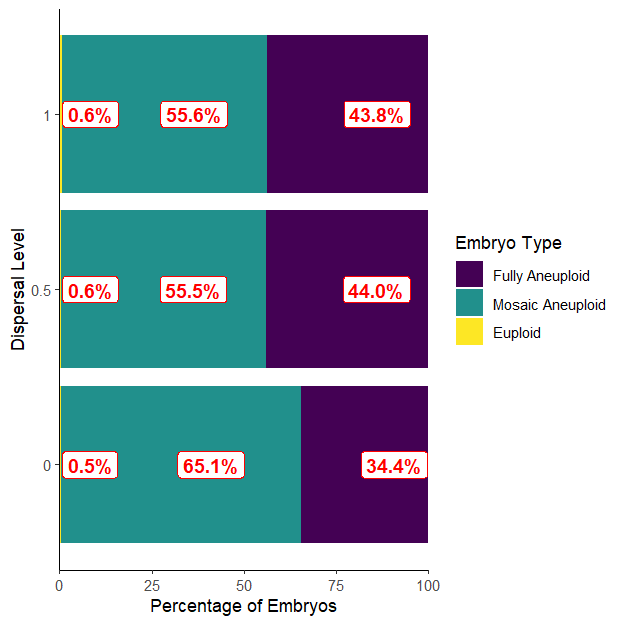 1
0.6%
55.6%
43.8%
Dispersal Level
0.5
0.6%
55.5%
44.0%
0
0.5%
65.1%
34.4%
0
25
50
75
100
Percentage of Embryos
Embryo Type
Fully Aneuploid
Mosaic Aneuploid
Euploid